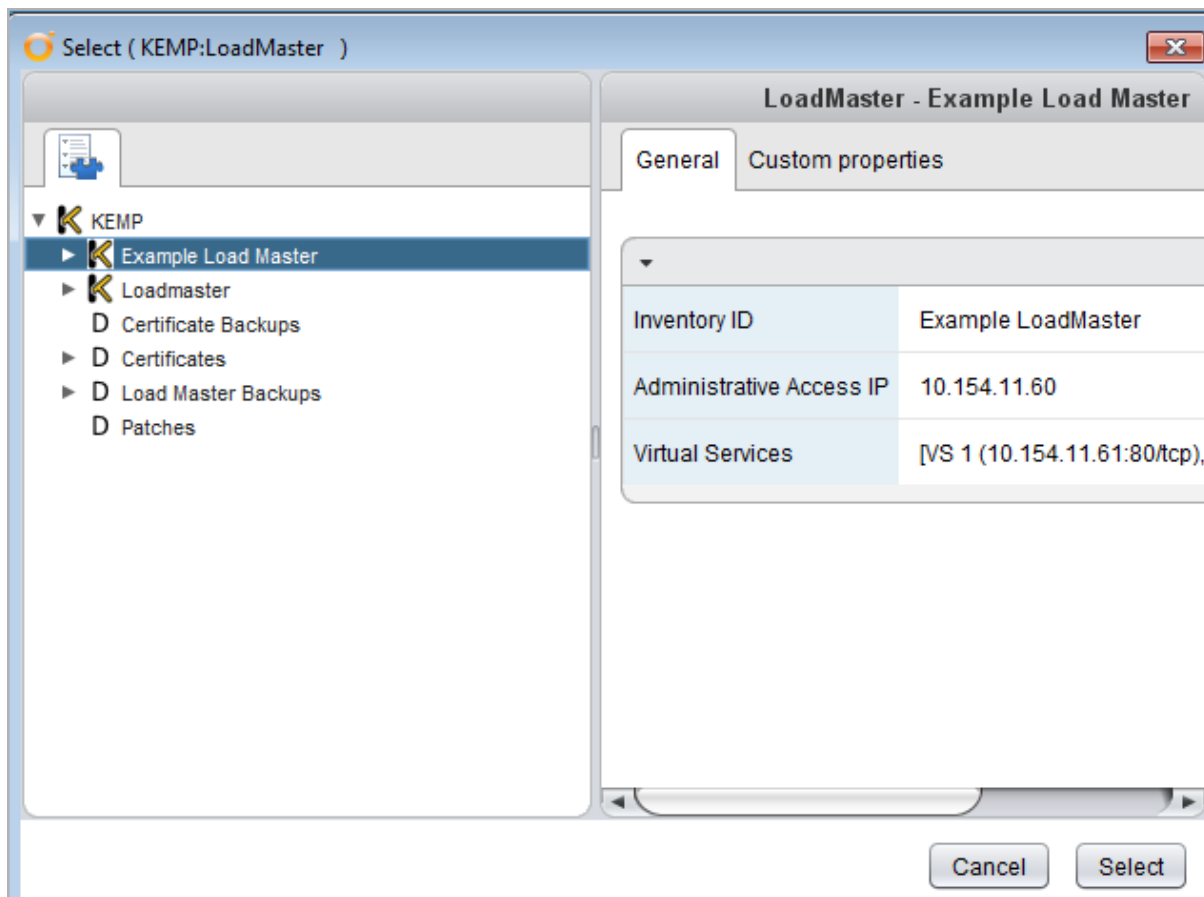 Select ( KEMP:LoadMaster )
LoadMaster - Example Load Master
General Custom properties
KEMP
Example Load Master
Loadmaster
D Certificate Backups
D Certificates
D Load Master Backups
D Patches
Inventory ID Example LoadMaster
Administrative Access IP 10.154.11.60
Virtual Services [VS 1 (10.154.11.61:80/tcp),
Cancel Select